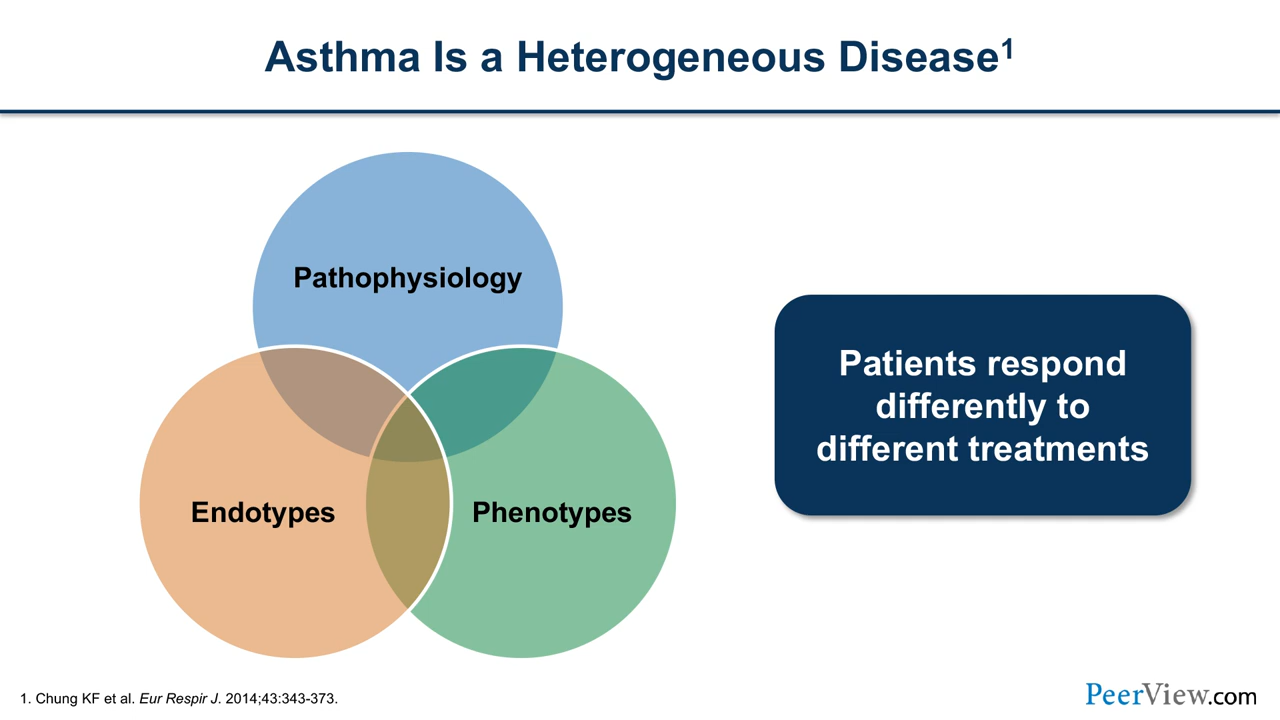 Asthma Is a Heterogeneous Disease¹
Pathophysiology
Endotypes
Phenotypes
Patients respond
differently to
different treatments
1. Chung KF et al. Eur Respir J. 2014;43:343-373.
PeerView.com